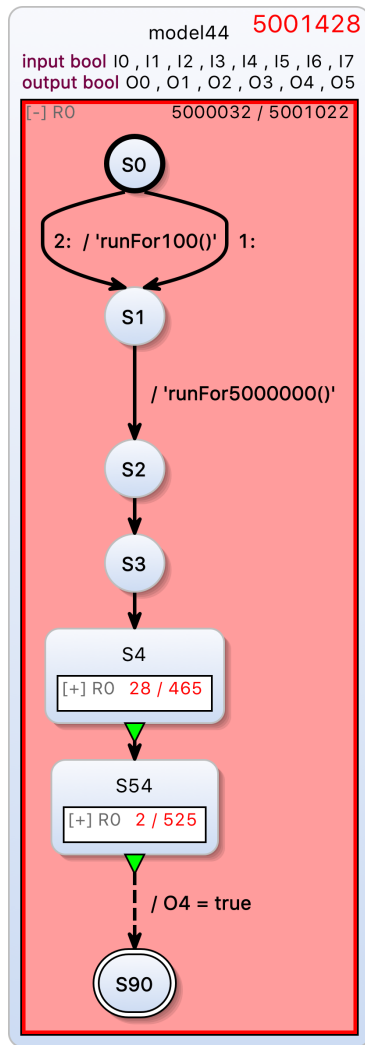 model44 5001428
input bool I0 , I1 , I2 , I3 , I4 , I5 , I6 , I7
output bool O0 , O1 , O2 , O3 , O4 , O5
[-] R0 5000032 / 5001022
S0
2: / 'runFor100()' 1:
S1
/ 'runFor5000000()'
S2
S3
S4
[+] R0 28 / 465
S54
[+] R0 2 / 525
/ O4 = true
S90